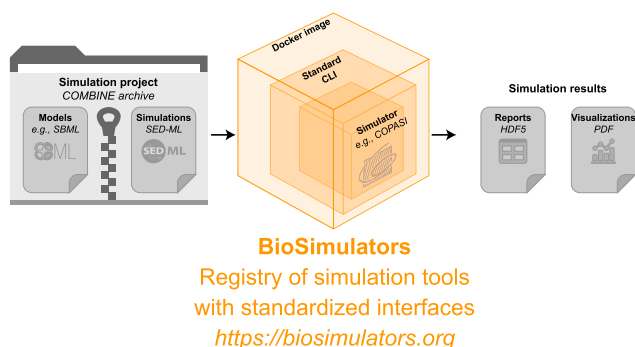 Docker image
Standard
CLI
Simulator
e.g., COPASI
Simulation project
COMBINE archive
Models
e.g., SBML
ML
Simulations
SED-ML
SED ML
Simulation results
Reports
HDF5
Visualizations
PDF
BioSimulators
Registry of simulation tools
with standardized interfaces
https://biosimulators.org